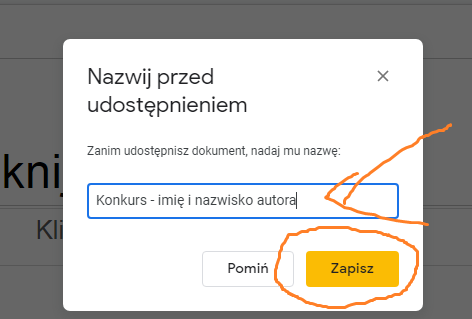 Nazwij przed
udostępnieniem
Zanim udostępnisz dokument, nadaj mu nazwę:
Konkurs - imię i nazwisko autora
Pomiń
Zapisz